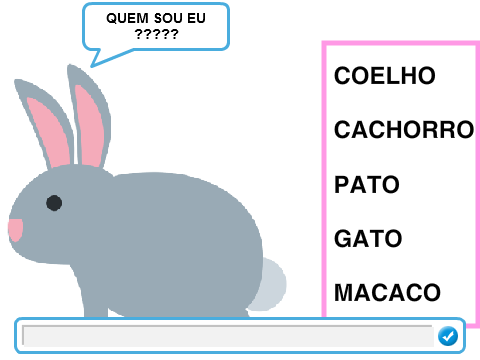 QUEM SOU EU
?????
COELHO
CACHORRO
PATO
GATO
MACACO